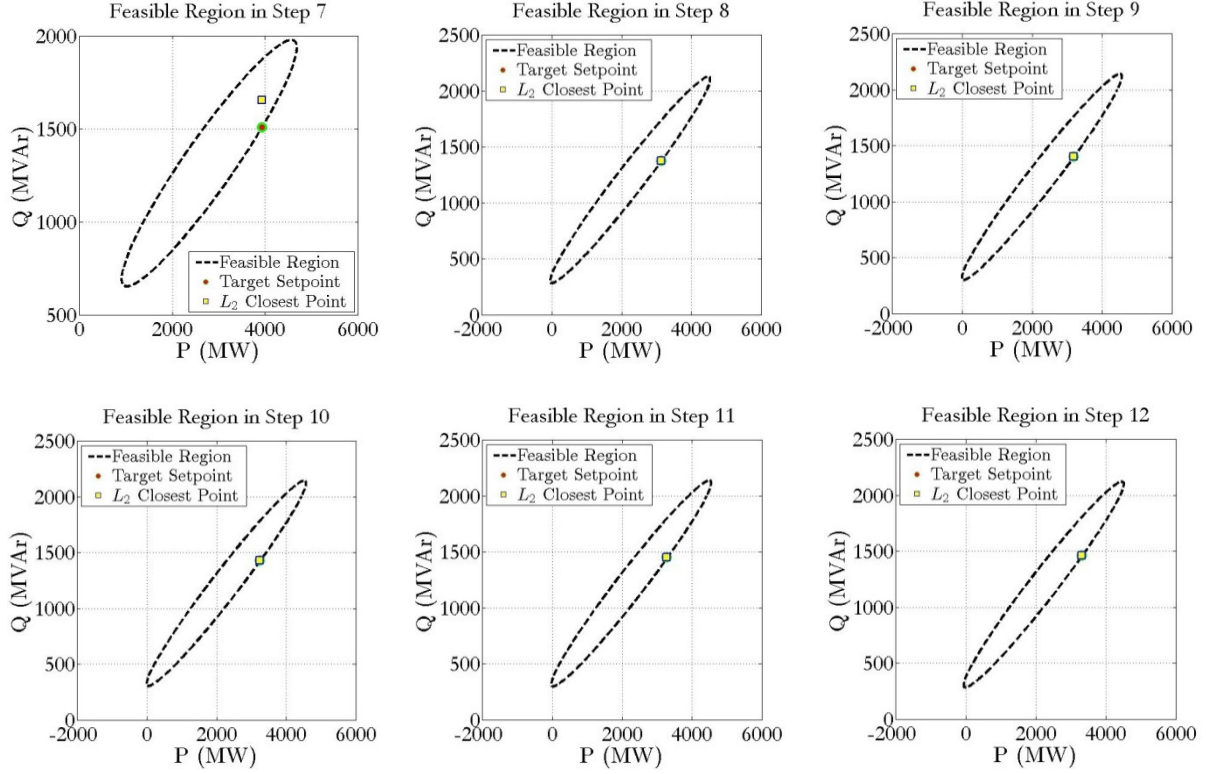 Feasible Region in Step 7
2000
1500
1000
500
Q (MVAr)
Feasible Region
Target Setpoint
L₂ Closest Point
0 2000 4000 6000
P (MW)
Feasible Region in Step 8
2500
2000
1500
1000
500
0
Q (MVAr)
Feasible Region
Target Setpoint
L₂ Closest Point
-2000 0 2000 4000 6000
P (MW)
Feasible Region in Step 9
2500
2000
1500
1000
500
0
Q (MVAr)
Feasible Region
Target Setpoint
L₂ Closest Point
-2000 0 2000 4000 6000
P (MW)
Feasible Region in Step 10
2500
2000
1500
1000
500
0
Q (MVAr)
Feasible Region
Target Setpoint
L₂ Closest Point
-2000 0 2000 4000 6000
P (MW)
Feasible Region in Step 11
2500
2000
1500
1000
500
0
Q (MVAr)
Feasible Region
Target Setpoint
L₂ Closest Point
-2000 0 2000 4000 6000
P (MW)
Feasible Region in Step 12
2500
2000
1500
1000
500
0
Q (MVAr)
Feasible Region
Target Setpoint
L₂ Closest Point
-2000 0 2000 4000 6000
P (MW)